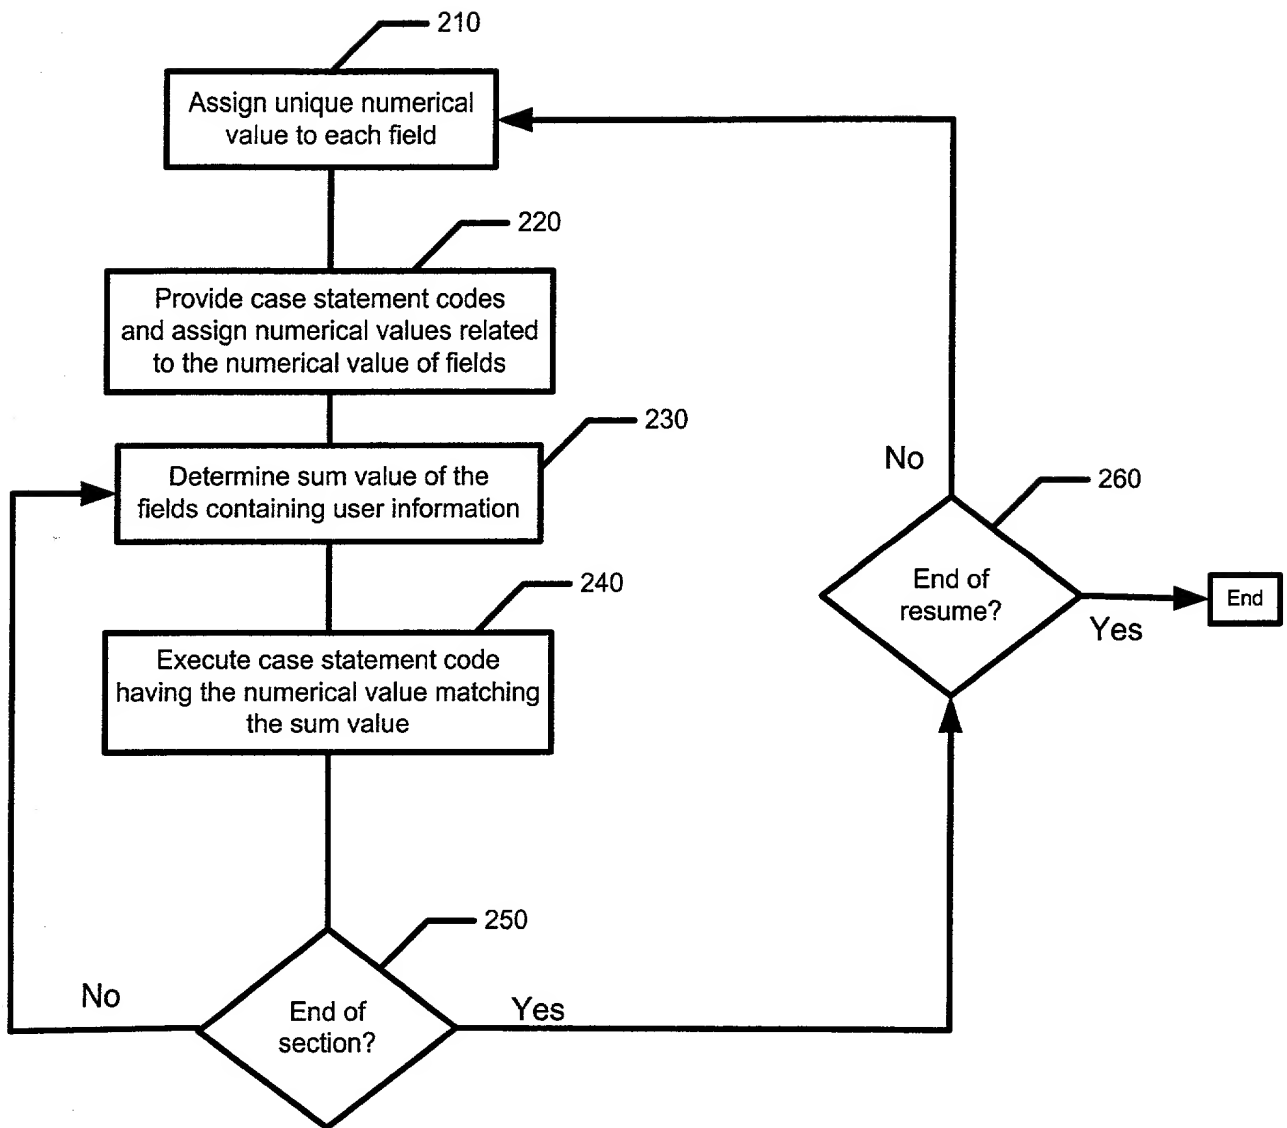 210
Assign unique numerical
value to each field
220
Provide case statement codes
and assign numerical values related
to the numerical value of fields
230
Determine sum value of the
fields containing user information
240
Execute case statement code
having the numerical value matching
the sum value
250
End of
section?
No
Yes
260
End of
resume?
No
Yes
End